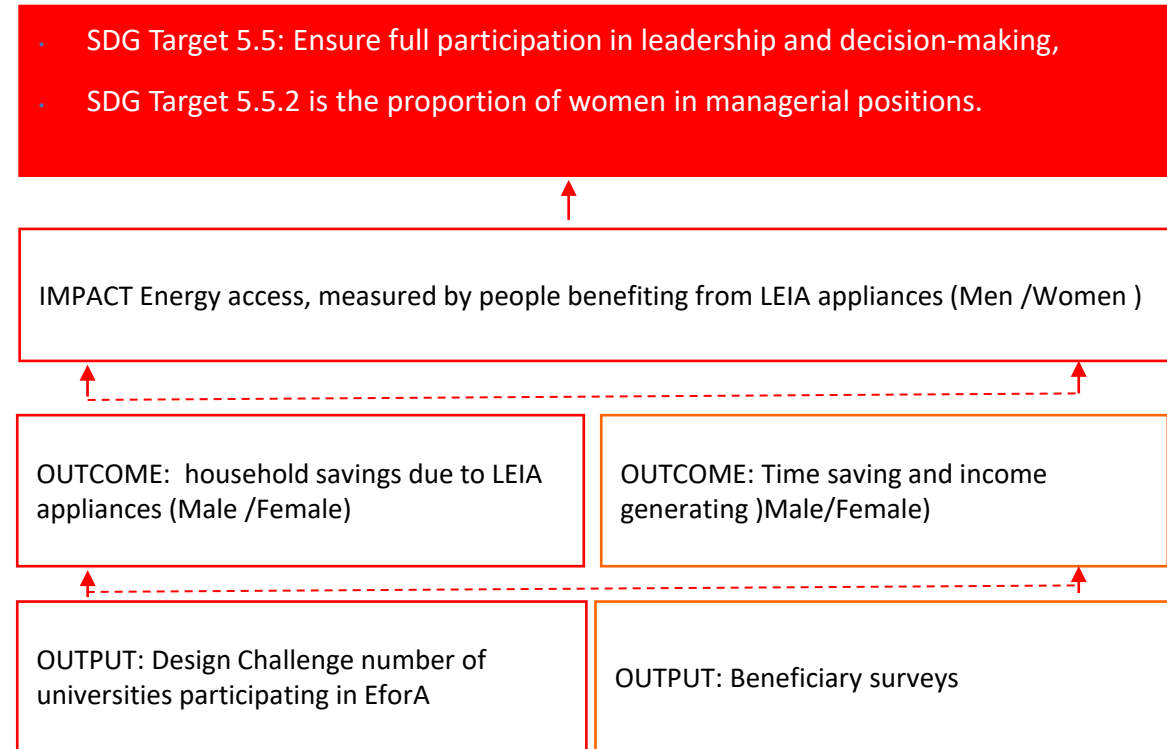 · SDG Target 5.5: Ensure full participation in leadership and decision-making,
· SDG Target 5.5.2 is the proportion of women in managerial positions.
IMPACT Energy access, measured by people benefiting from LEIA appliances (Men /Women )
OUTCOME:  household savings due to LEIA
appliances (Male /Female)
OUTCOME: Time saving and income
generating )Male/Female)
OUTPUT: Design Challenge number of
universities participating in EforA
OUTPUT: Beneficiary surveys